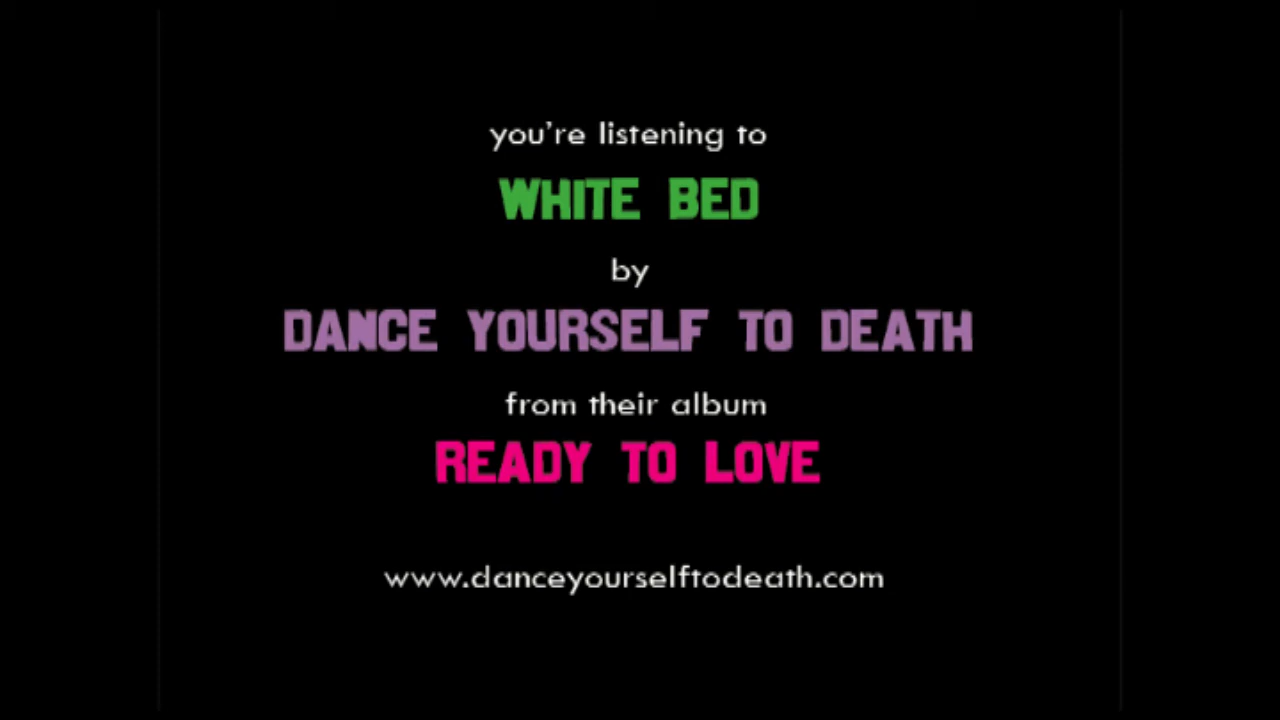 you're listening to
WHITE BED
by
DANCE YOURSELF TO DEATH
from their album
READY TO LOVE
www.danceyourselftodeath.com